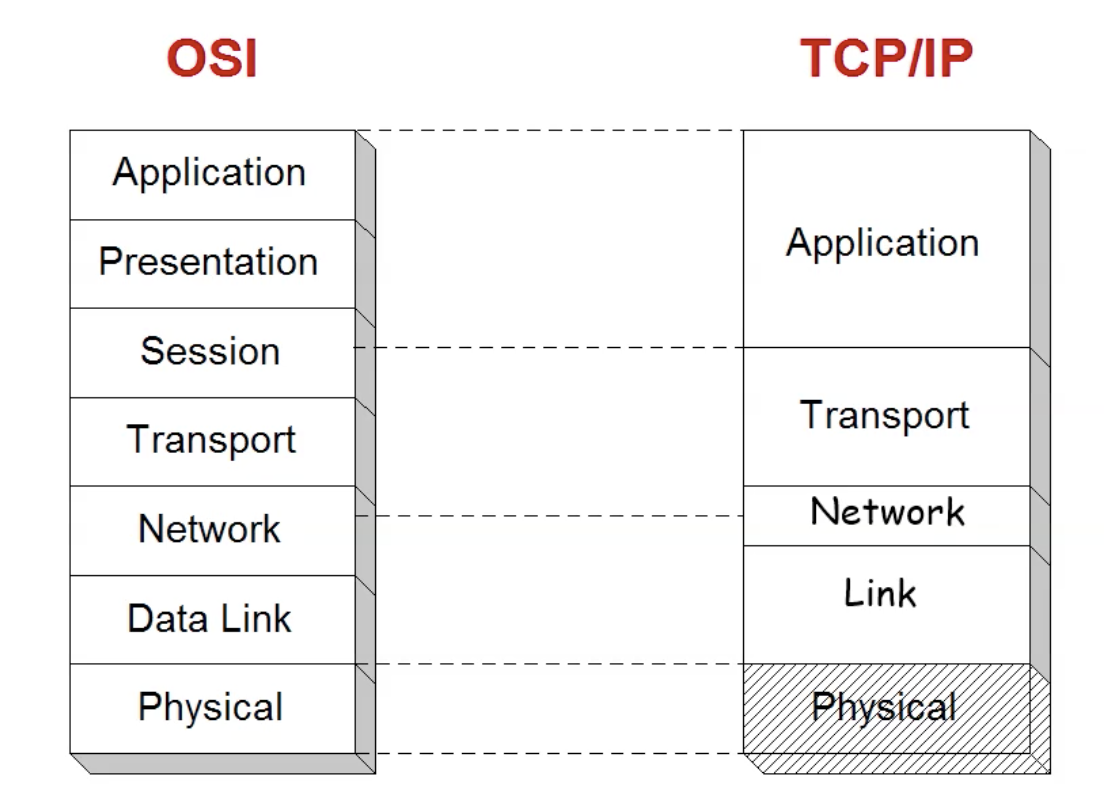 OSI
TCP/IP
Application
Presentation
Session
Transport
Network
Data Link
Physical
Application
Transport
Network
Link
Physical